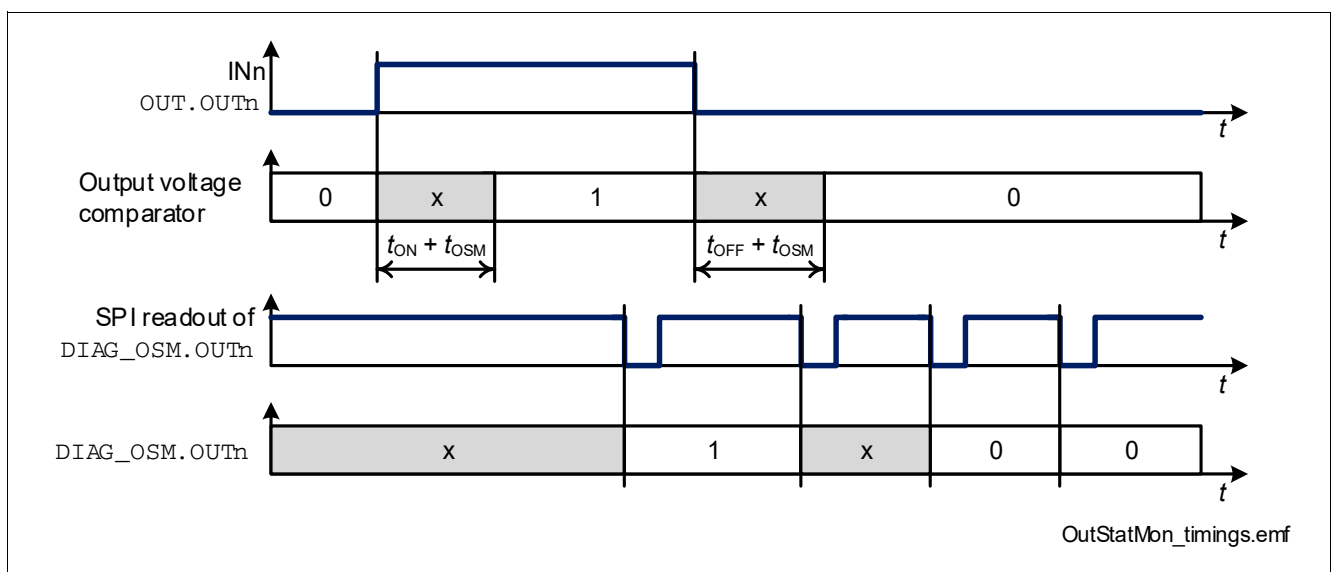 INn
OUT.OUTn
t
Output voltage
comparator
0 x 1 x 0
t
tON + tOSM tOFF + tOSM
SPI readout of
DIAG_OSM.OUTn
t
DIAG_OSM.OUTn
x 1 x 0 0
t
OutStatMon_timings.emf